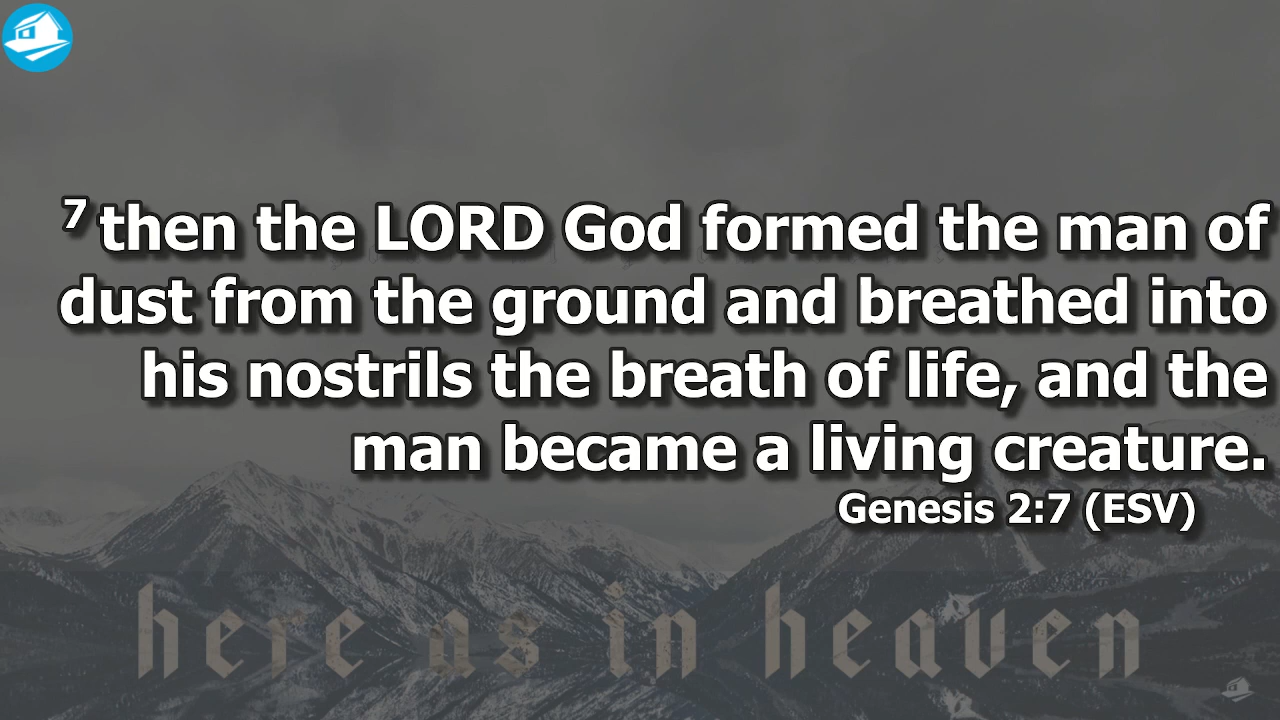 7 then the LORD God formed the man of
dust from the ground and breathed into
his nostrils the breath of life, and the
man became a living creature.
Genesis 2:7 (ESV)
here as in heaven